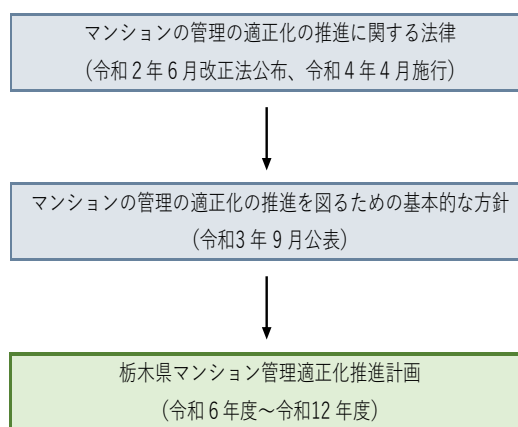 マンションの管理の適正化の推進に関する法律
(令和２年６月改正法公布、令和４年４月施行)
マンションの管理の適正化の推進を図るための基本的な方針
(令和3 年９月公表)
栃木県マンション管理適正化推進計画
(令和６年度～令和12 年度)